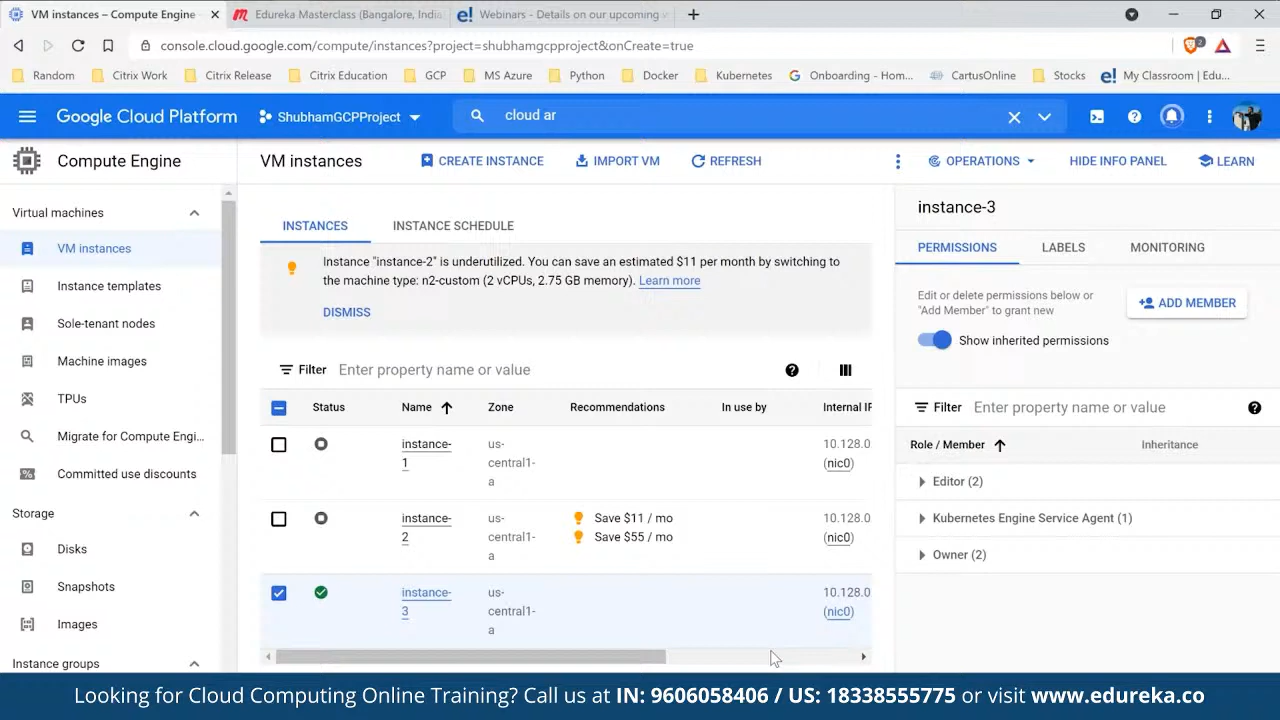 VM instances – Compute Engine
Edureka Masterclass (Bangalore, India
e! Webinars - Details on our upcoming
console.cloud.google.com/compute/instances?project=shubhamgcpproject&onCreate=true
2
Random
Citrix Work
Citrix Release
Citrix Education
GCP
MS Azure
Python
Docker
Kubernetes
Onboarding - Hom...
CartusOnline
Stocks
e! My Classroom | Edu...
Google Cloud Platform
ShubhamGCPProject
cloud ar
Compute Engine
VM instances
CREATE INSTANCE
IMPORT VM
REFRESH
OPERATIONS
HIDE INFO PANEL
LEARN
Virtual machines
VM instances
Instance templates
Sole-tenant nodes
Machine images
TPUs
Migrate for Compute Engi...
Committed use discounts
Storage
Disks
Snapshots
Images
Instance groups
INSTANCES
INSTANCE SCHEDULE
Instance "instance-2" is underutilized. You can save an estimated $11 per month by switching to
the machine type: n2-custom (2 vCPUs, 2.75 GB memory). Learn more
DISMISS
Filter Enter property name or value
Status
Name
Zone
Recommendations
In use by
Internal IP
instance-
1
us-
central1-
a
10.128.0
(nic0)
instance-
2
us-
central1-
a
Save $11 / mo
Save $55 / mo
10.128.0
(nic0)
instance-
3
us-
central1-
a
10.128.0
(nic0)
instance-3
PERMISSIONS
LABELS
MONITORING
Edit or delete permissions below or
"Add Member" to grant new
ADD MEMBER
Show inherited permissions
Filter Enter property name or value
Role / Member
Inheritance
Editor (2)
Kubernetes Engine Service Agent (1)
Owner (2)
Looking for Cloud Computing Online Training? Call us at IN: 9606058406 / US: 18338555775 or visit www.edureka.co